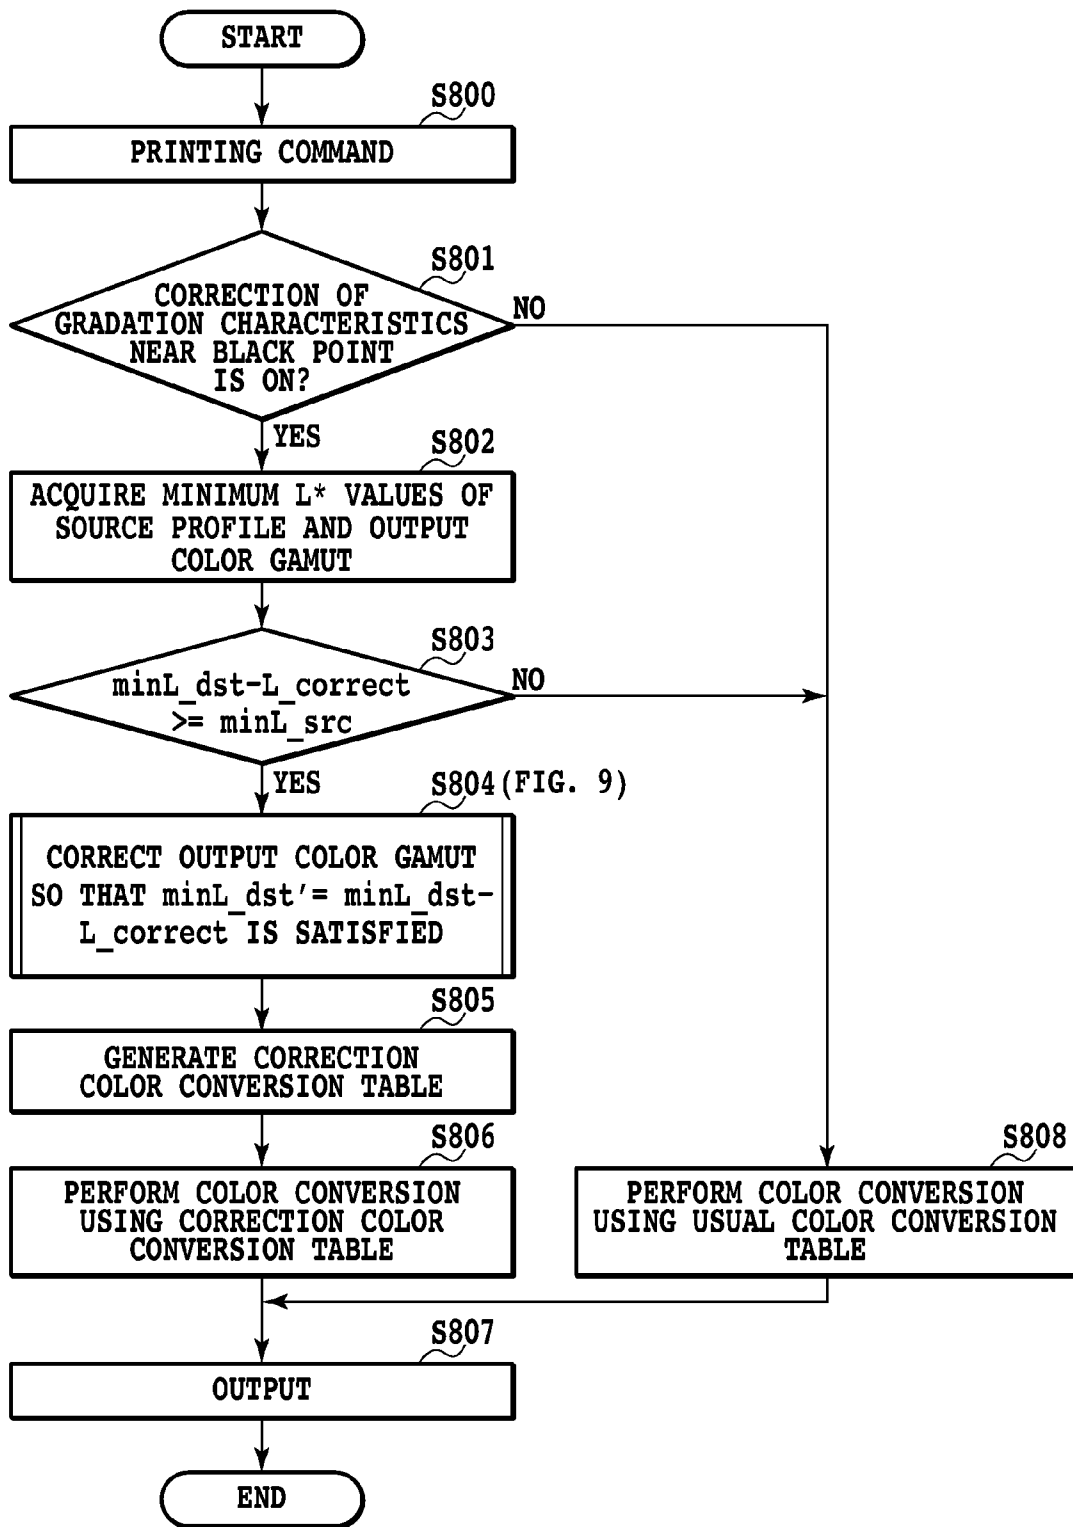 START
S800
PRINTING COMMAND
S801
CORRECTION OF
GRADATION CHARACTERISTICS
NEAR BLACK POINT
IS ON?
NO
YES
S802
ACQUIRE MINIMUM L* VALUES OF
SOURCE PROFILE AND OUTPUT
COLOR GAMUT
S803
minL_dst-L_correct
>= minL_src
NO
YES
S804 (FIG. 9)
CORRECT OUTPUT COLOR GAMUT
SO THAT minL_dst′= minL_dst-
L_correct IS SATISFIED
S805
GENERATE CORRECTION
COLOR CONVERSION TABLE
S806
PERFORM COLOR CONVERSION
USING CORRECTION COLOR
CONVERSION TABLE
S808
PERFORM COLOR CONVERSION
USING USUAL COLOR CONVERSION
TABLE
S807
OUTPUT
END